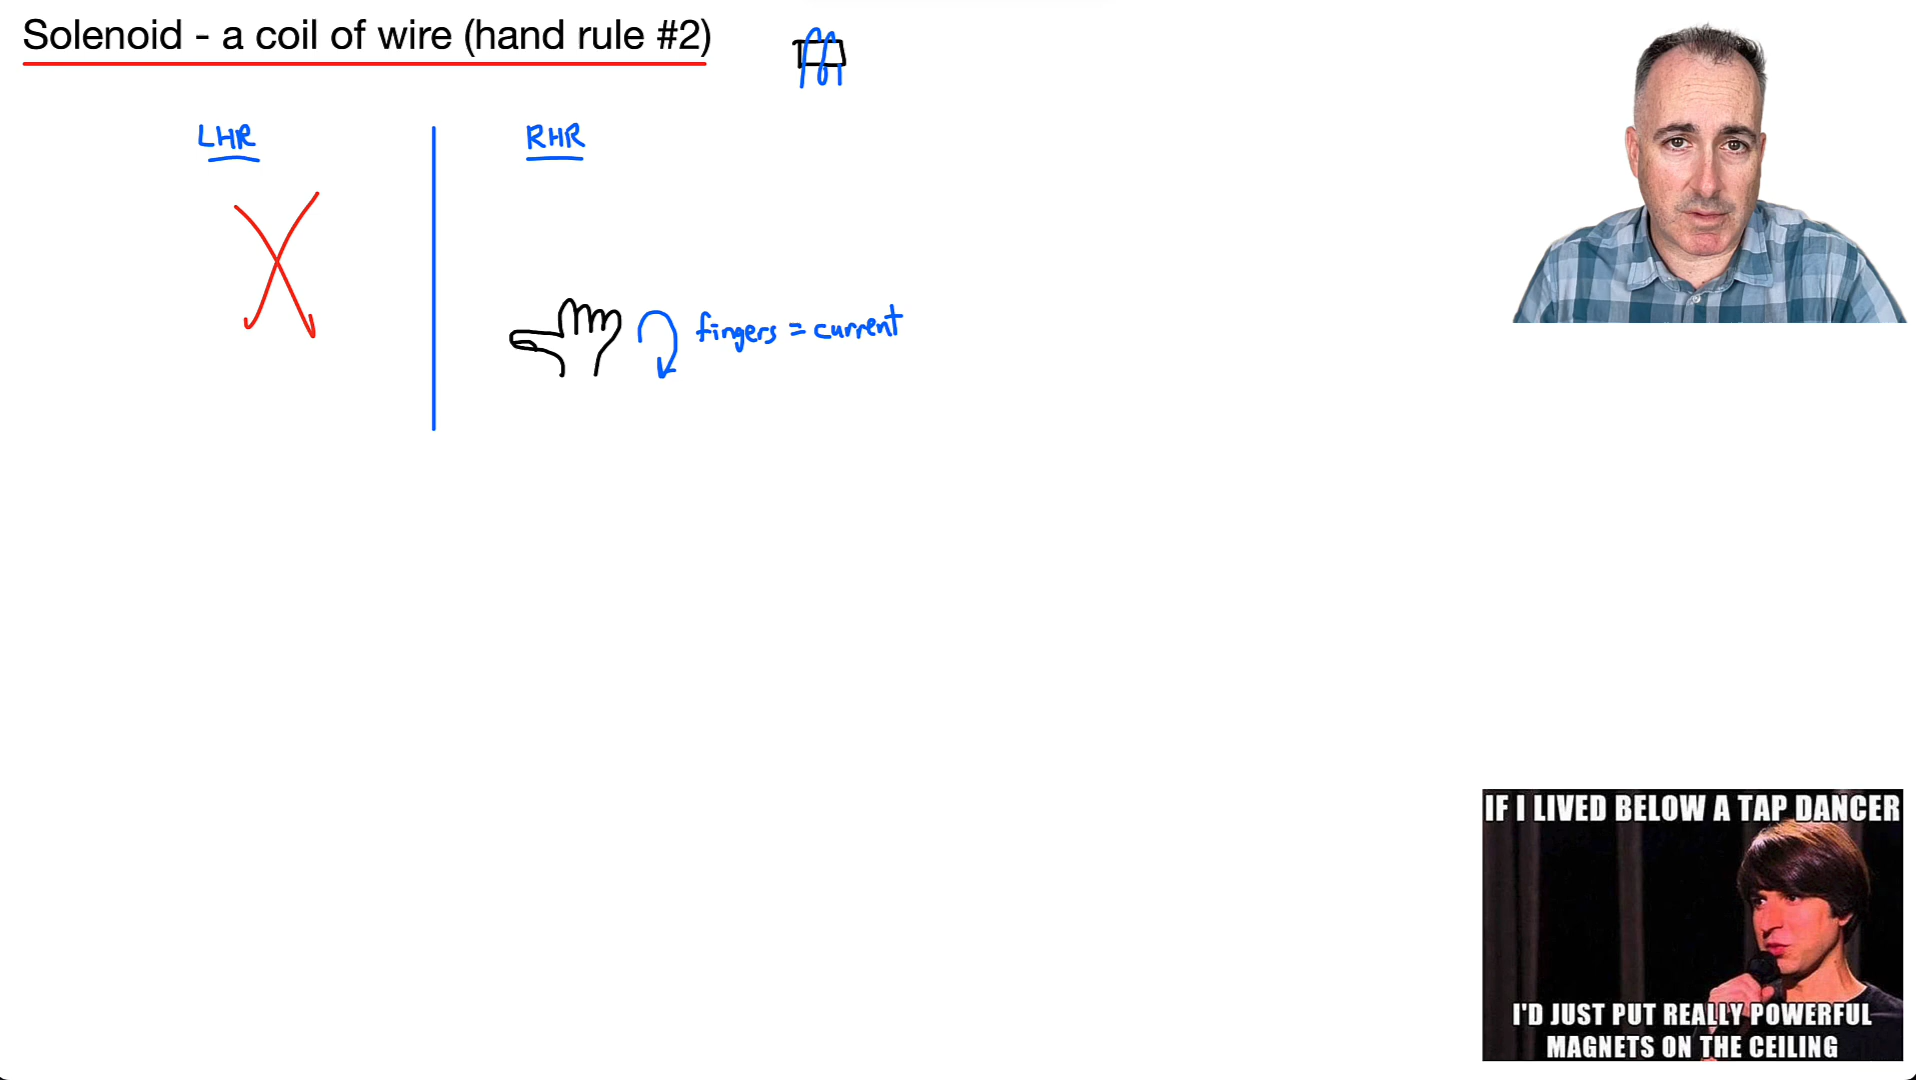 Solenoid - a coil of wire (hand rule #2)
LHR
RHR
fingers = current
IF I LIVED BELOW A TAP DANCER
I'D JUST PUT REALLY POWERFUL
MAGNETS ON THE CEILING